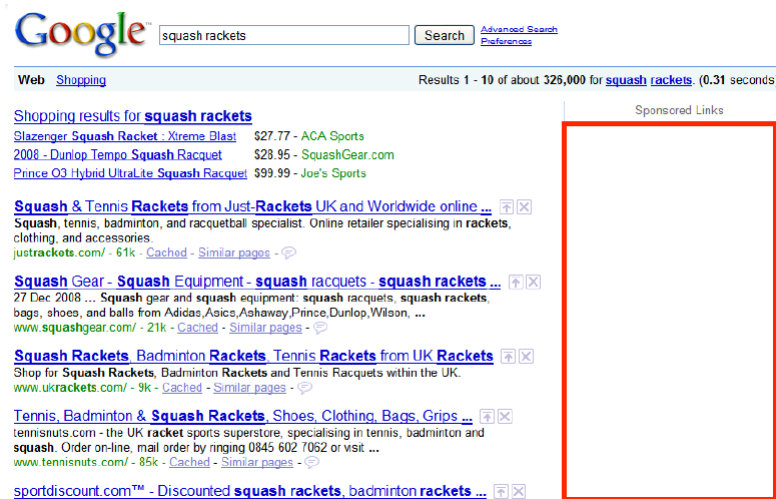 Google™ squash rackets Search Advanced Search
Preferences
Web Shopping Results 1 - 10 of about 326,000 for squash rackets. (0.31 seconds
Sponsored Links
Shopping results for squash rackets
Slazenger Squash Racket : Xtreme Blast $27.77 - ACA Sports
2008 - Dunlop Tempo Squash Racquet $28.95 - SquashGear.com
Prince O3 Hybrid UltraLite Squash Racquet $99.99 - Joe's Sports
Squash & Tennis Rackets from Just-Rackets UK and Worldwide online ...
Squash, tennis, badminton, and racquetball specialist. Online retailer specialising in rackets,
clothing, and accessories.
justrackets.com/ - 61k - Cached - Similar pages -
Squash Gear - Squash Equipment - squash racquets - squash rackets ...
27 Dec 2008 ... Squash gear and squash equipment: squash racquets, squash rackets,
bags, shoes, and balls from Adidas,Asics,Ashaway,Prince,Dunlop,Wilson, ...
www.squashgear.com/ - 21k - Cached - Similar pages -
Squash Rackets, Badminton Rackets, Tennis Rackets from UK Rackets
Shop for Squash Rackets, Badminton Rackets and Tennis Racquets within the UK.
www.ukrackets.com/ - 9k - Cached - Similar pages -
Tennis, Badminton & Squash Rackets, Shoes, Clothing, Bags, Grips ...
tennisnuts.com - the UK racket sports superstore, specialising in tennis, badminton and
squash. Order on-line, mail order by ringing 0845 602 7062 or visit ...
www.tennisnuts.com/ - 85k - Cached - Similar pages -
sportdiscount.com™ - Discounted squash rackets, badminton rackets ...